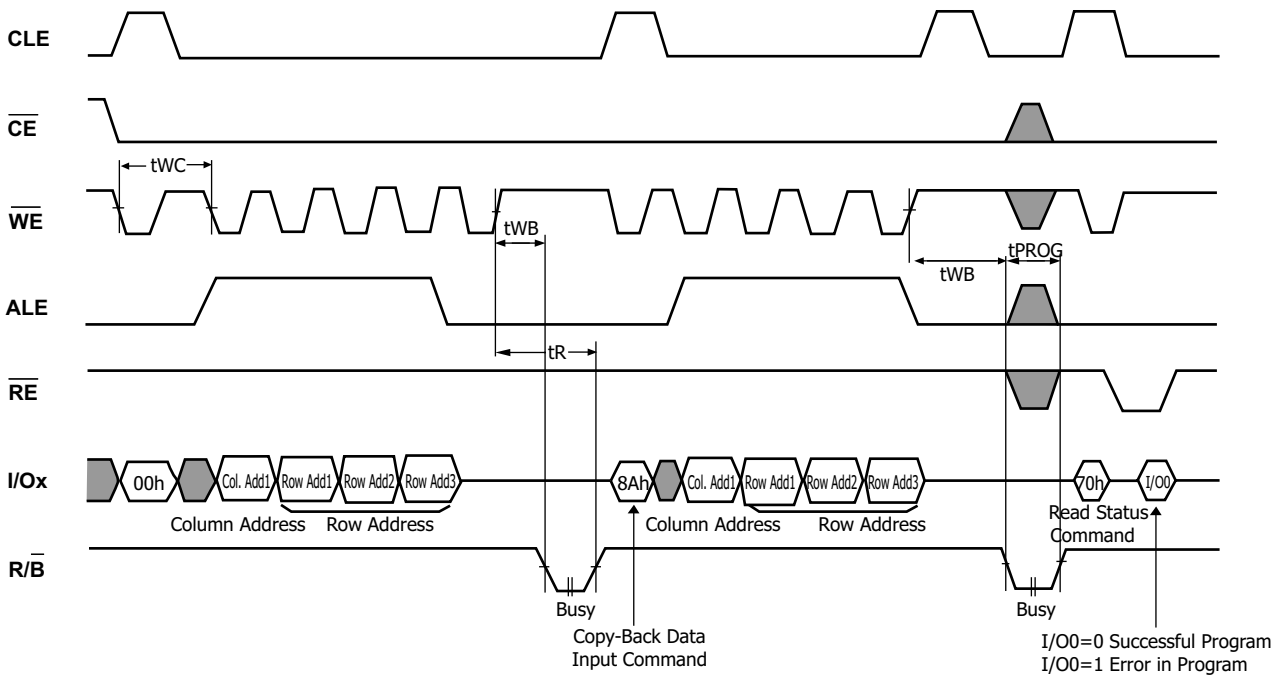 CLE
CE
tWC
WE
tWB
tPROG
tWB
ALE
tR
RE
I/Ox
00h
Col. Add1
Row Add1
Row Add2
Row Add3
8Ah
Col. Add1
Row Add1
Row Add2
Row Add3
70h
I/O0
Column Address
Row Address
Column Address
Row Address
Read Status
Command
R/B
Busy
Busy
Copy-Back Data
Input Command
I/O0=0 Successful Program
I/O0=1 Error in Program